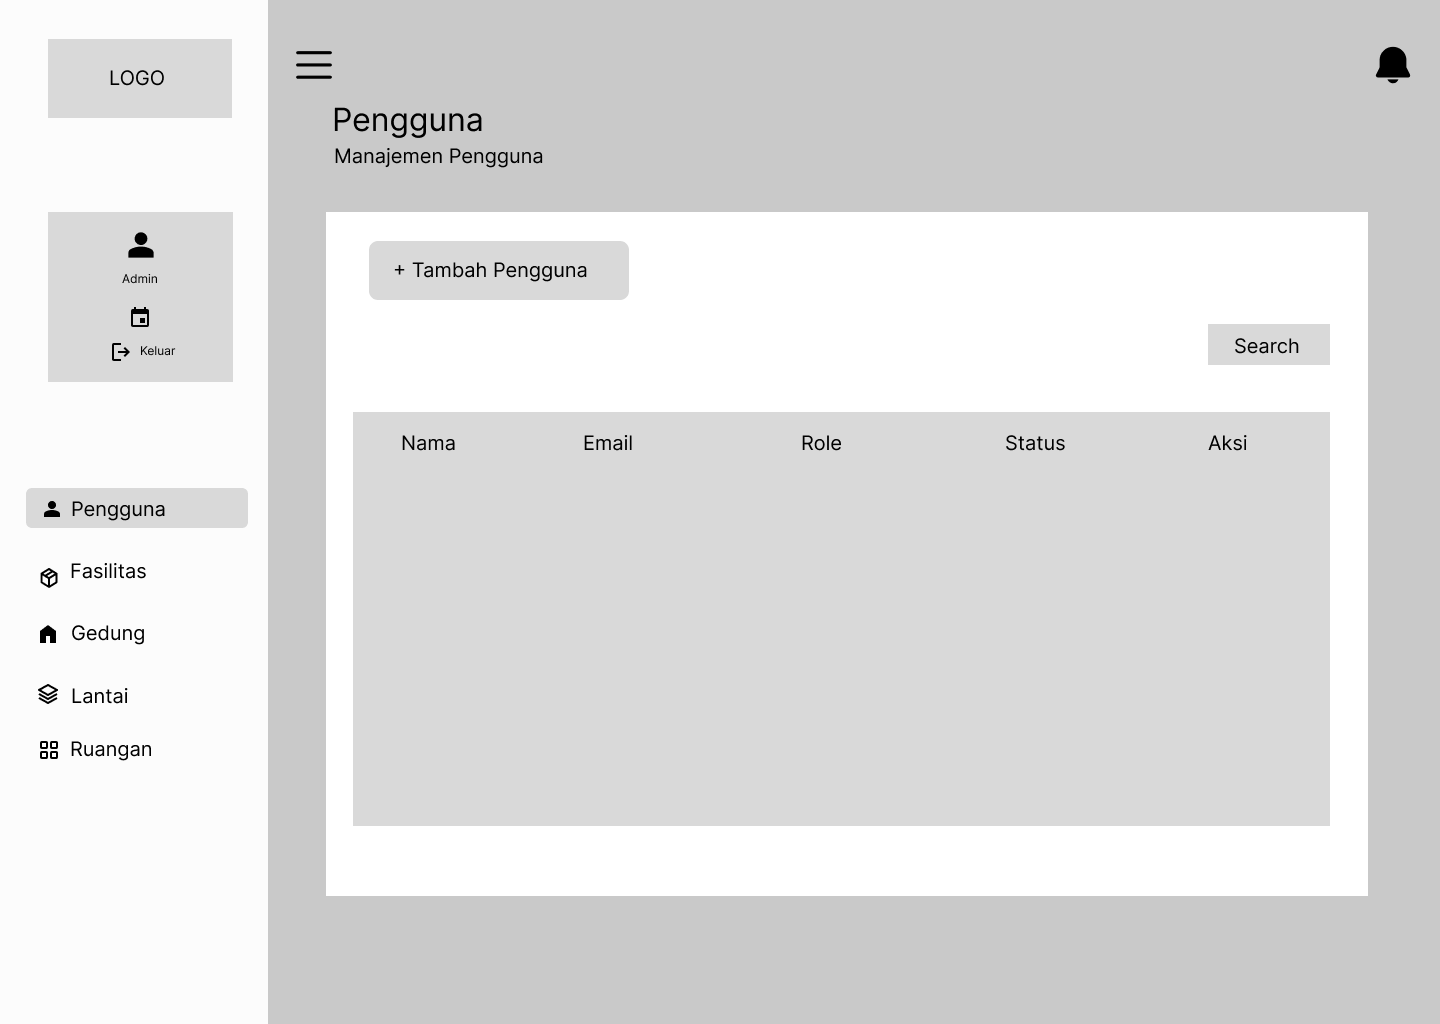 LOGO
Admin
Keluar
Pengguna
Fasilitas
Gedung
Lantai
Ruangan
Pengguna
Manajemen Pengguna
+ Tambah Pengguna
Search
Nama Email Role Status Aksi